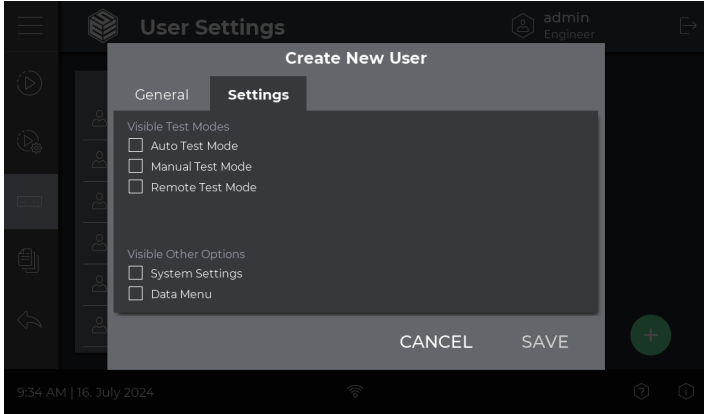 User Settings
admin
Engineer
Create New User
General
Settings
Visible Test Modes
Auto Test Mode
Manual Test Mode
Remote Test Mode
Visible Other Options
System Settings
Data Menu
CANCEL
SAVE
9:34 AM | 16. July 2024